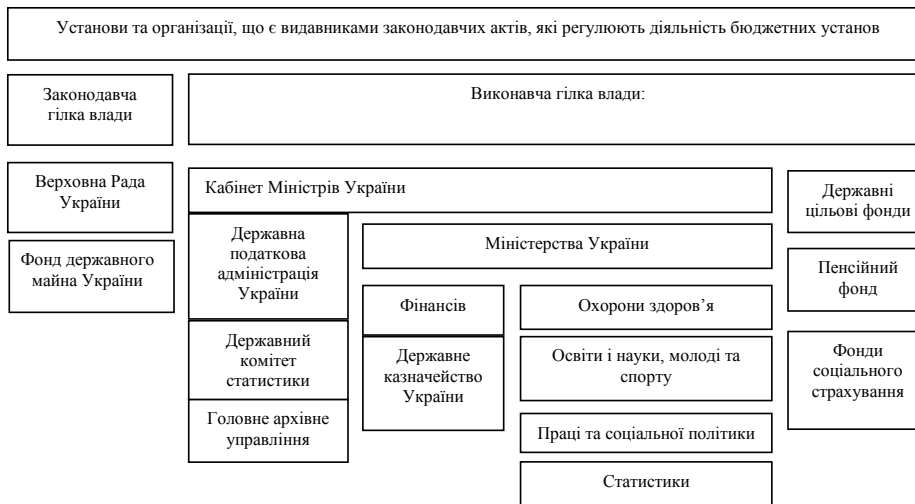 Установи та організації, що є видавниками законодавчих актів, які регулюють діяльність бюджетних установ
Законодавча
гілка влади
Виконавча гілка влади:
Верховна Рада
України
Фонд державного
майна України
Кабінет Міністрів України
Державна
податкова
адміністрація
України
Державний
комітет
статистики
Головне архівне
управління
Міністерства України
Фінансів
Державне
казначейство
України
Охорони здоров’я
Освіти і науки, молоді та
спорту
Праці та соціальної політики
Статистики
Державні
цільові фонди
Пенсійний
фонд
Фонди
соціального
страхування